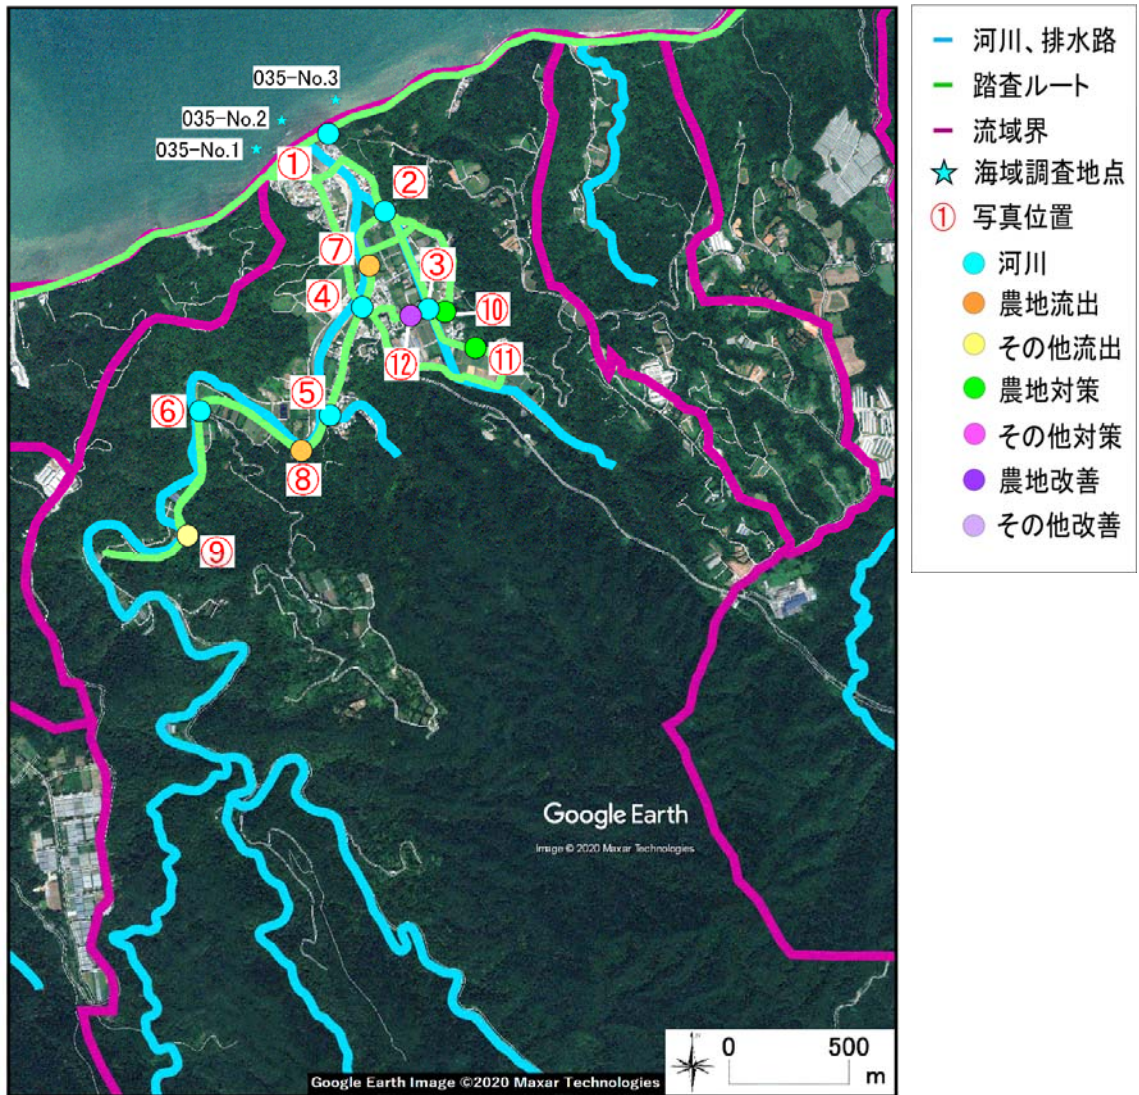 035-No.3
035-No.2
035-No.1
①
②
⑦
③
④
⑩
⑫
⑪
⑤
⑥
⑧
⑨
Google Earth
Image © 2020 Maxar Technologies
Google Earth Image ©2020 Maxar Technologies
0 500
m
河川、排水路
踏査ルート
流域界
海域調査地点
① 写真位置
河川
農地流出
その他流出
農地対策
その他対策
農地改善
その他改善